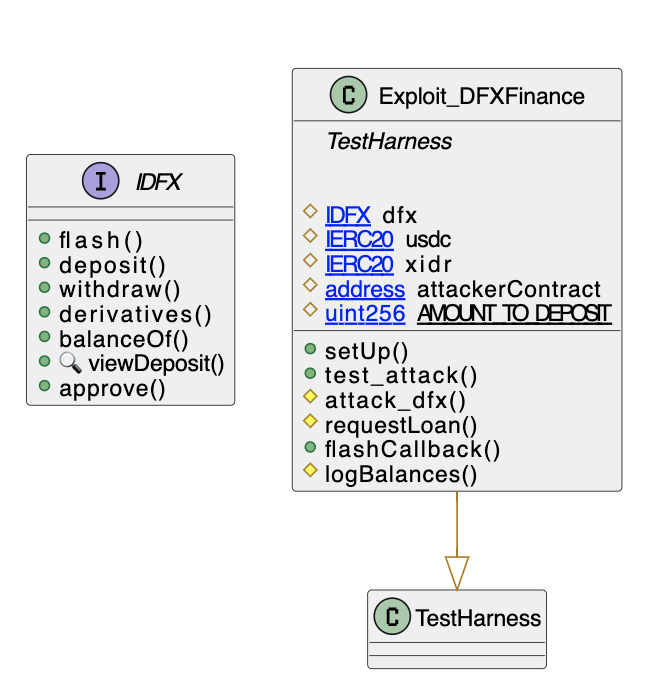 I IDFX
flash()
deposit()
withdraw()
derivatives()
balanceOf()
🔍 viewDeposit()
approve()
C Exploit_DFXFinance
TestHarness
IDFX dfx
IERC20 usdc
IERC20 xidr
address attackerContract
uint256 AMOUNT_TO_DEPOSIT
setUp()
test_attack()
attack_dfx()
requestLoan()
flashCallback()
logBalances()
C TestHarness